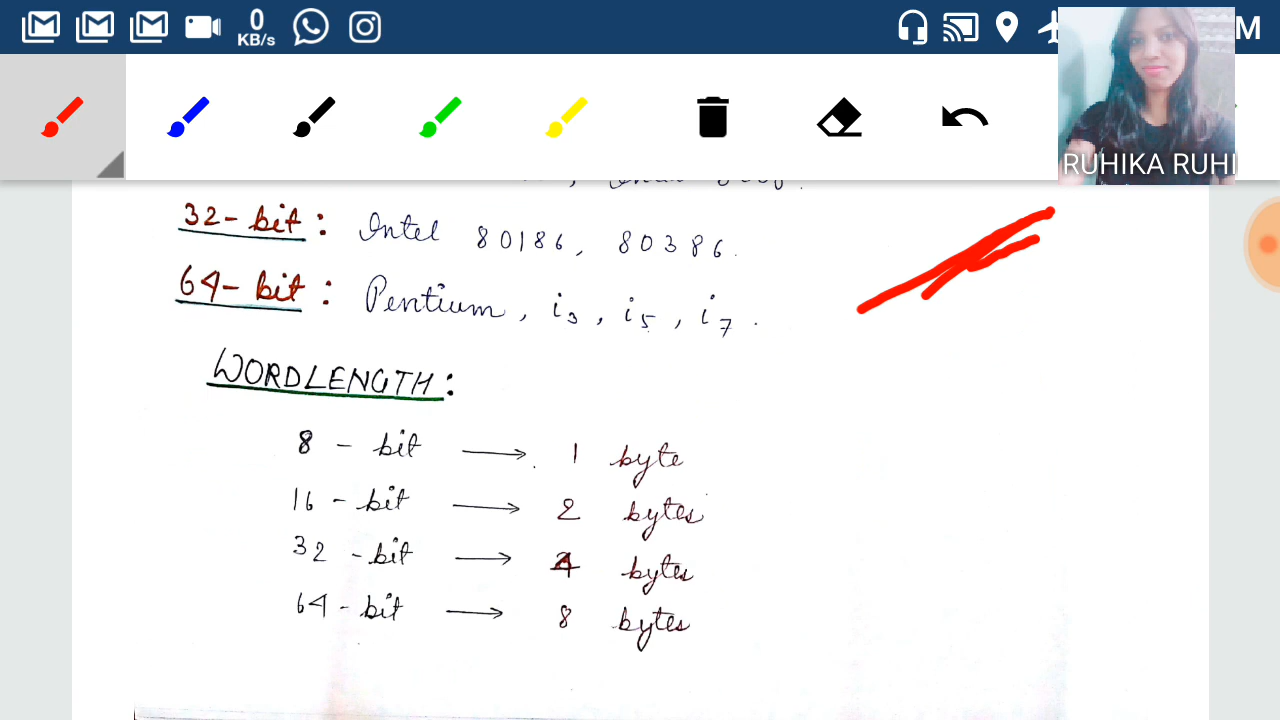 0
KB/s
M
RUHIKA RUHI
32-bit : Intel 80186, 80386.
64-bit : Pentium, i3, i5, i7.
WORDLENGTH:
8 - bit → 1 byte
16 - bit → 2 bytes
32 - bit → 4 bytes
64 - bit → 8 bytes